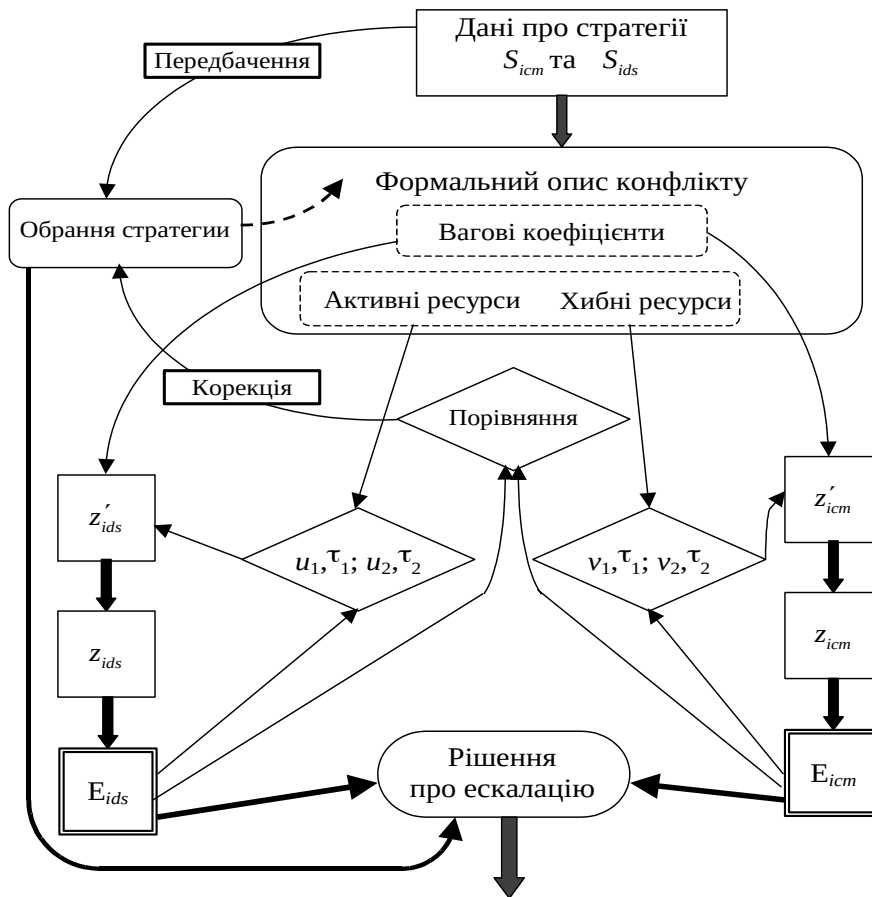 Дані про стратегії
S_icm та S_ids
Передбачення
Формальний опис конфлікту
Обрання стратегии
Вагові коефіцієнти
Активні ресурси Хибні ресурси
Корекція
Порівняння
z′_ids
z′_icm
u₁,τ₁; u₂,τ₂
v₁,τ₁; v₂,τ₂
z_ids
z_icm
E_ids
Рішення
про ескалацію
E_icm